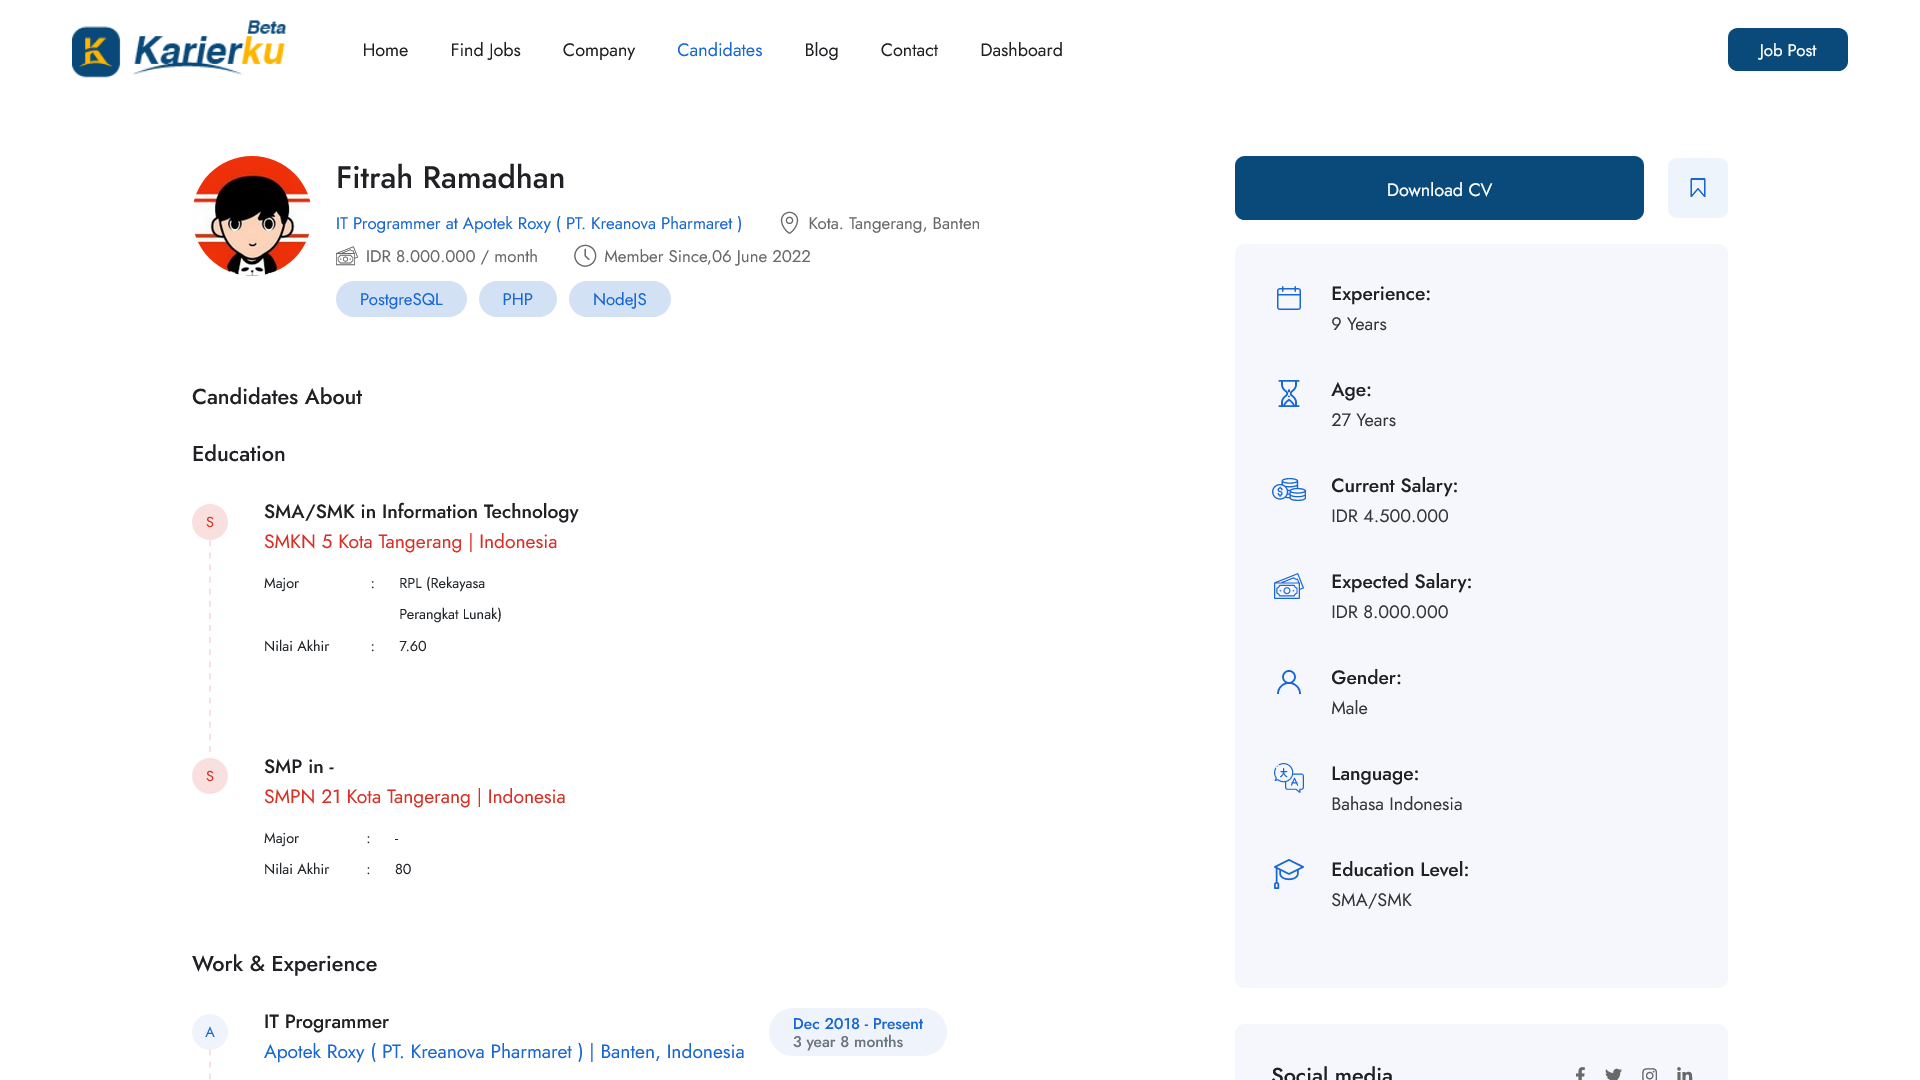 Beta
Karierku
Home
Find Jobs
Company
Candidates
Blog
Contact
Dashboard
Job Post
Fitrah Ramadhan
IT Programmer at Apotek Roxy ( PT. Kreanova Pharmaret )
Kota. Tangerang, Banten
IDR 8.000.000 / month
Member Since,06 June 2022
PostgreSQL
PHP
NodeJS
Candidates About
Education
S
SMA/SMK in Information Technology
SMKN 5 Kota Tangerang | Indonesia
Major : RPL (Rekayasa
Perangkat Lunak)
Nilai Akhir : 7.60
S
SMP in -
SMPN 21 Kota Tangerang | Indonesia
Major : -
Nilai Akhir : 80
Work & Experience
A
IT Programmer
Apotek Roxy ( PT. Kreanova Pharmaret ) | Banten, Indonesia
Dec 2018 - Present
3 year 8 months
Download CV
Experience:
9 Years
Age:
27 Years
Current Salary:
IDR 4.500.000
Expected Salary:
IDR 8.000.000
Gender:
Male
Language:
Bahasa Indonesia
Education Level:
SMA/SMK
Social media